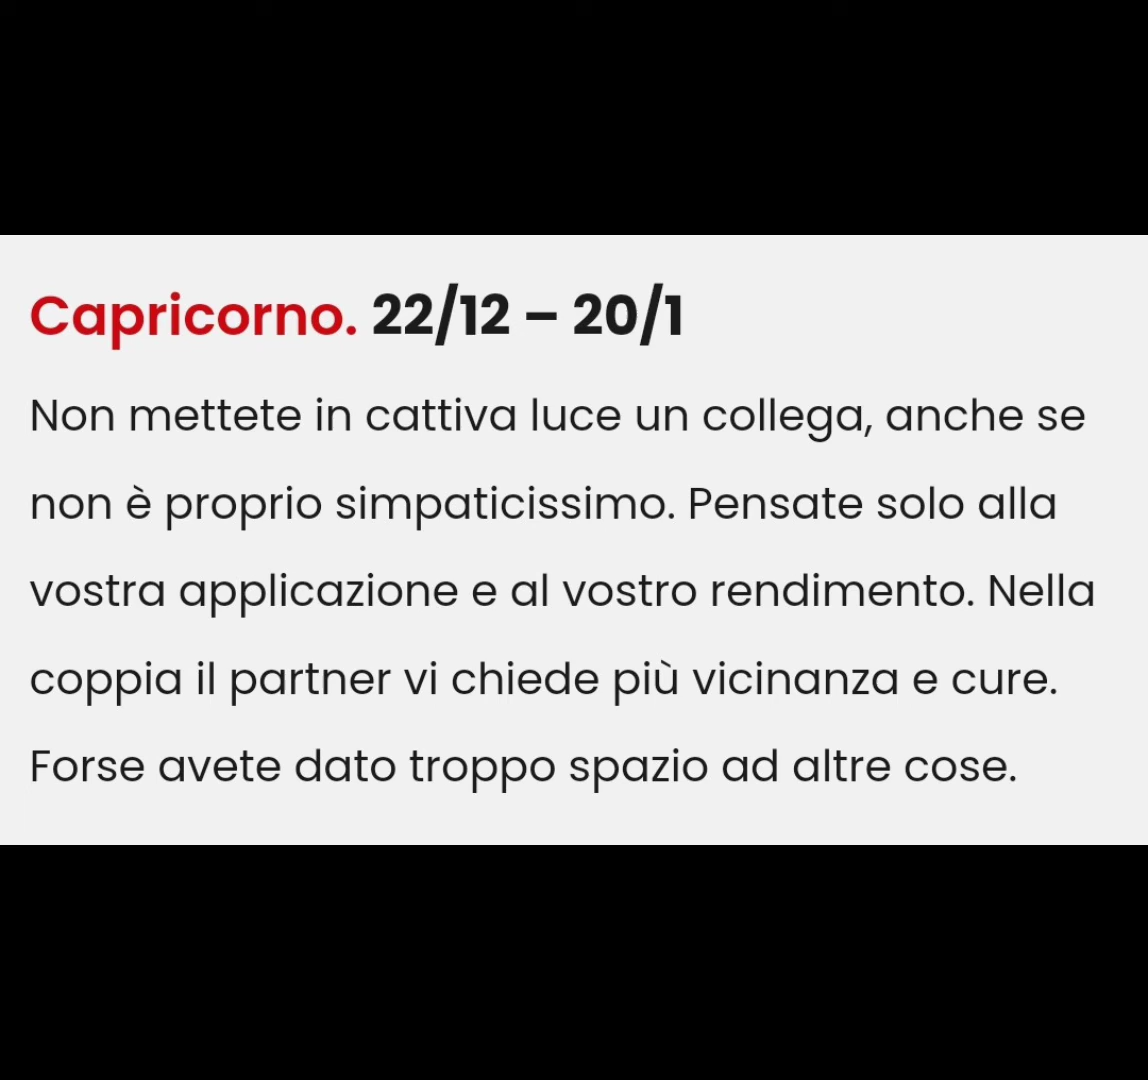 Capricorno. 22/12 – 20/1
Non mettete in cattiva luce un collega, anche se
non è proprio simpaticissimo. Pensate solo alla
vostra applicazione e al vostro rendimento. Nella
coppia il partner vi chiede più vicinanza e cure.
Forse avete dato troppo spazio ad altre cose.